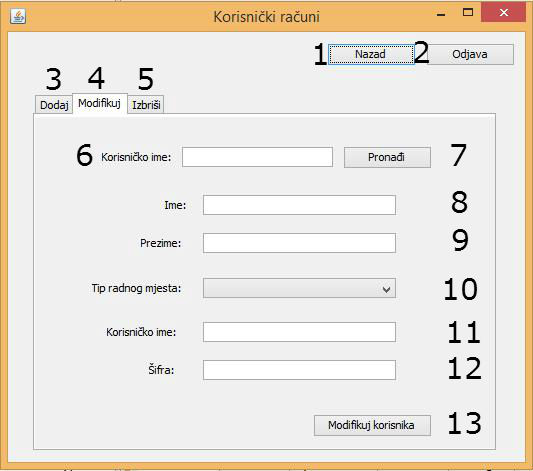 Korisnički računi
1 Nazad 2 Odjava
3 4 5
Dodaj Modifikuj Izbriši
6 Korisničko ime: Pronađi 7
Ime: 8
Prezime: 9
Tip radnog mjesta: 10
Korisničko ime: 11
Šifra: 12
Modifikuj korisnika 13